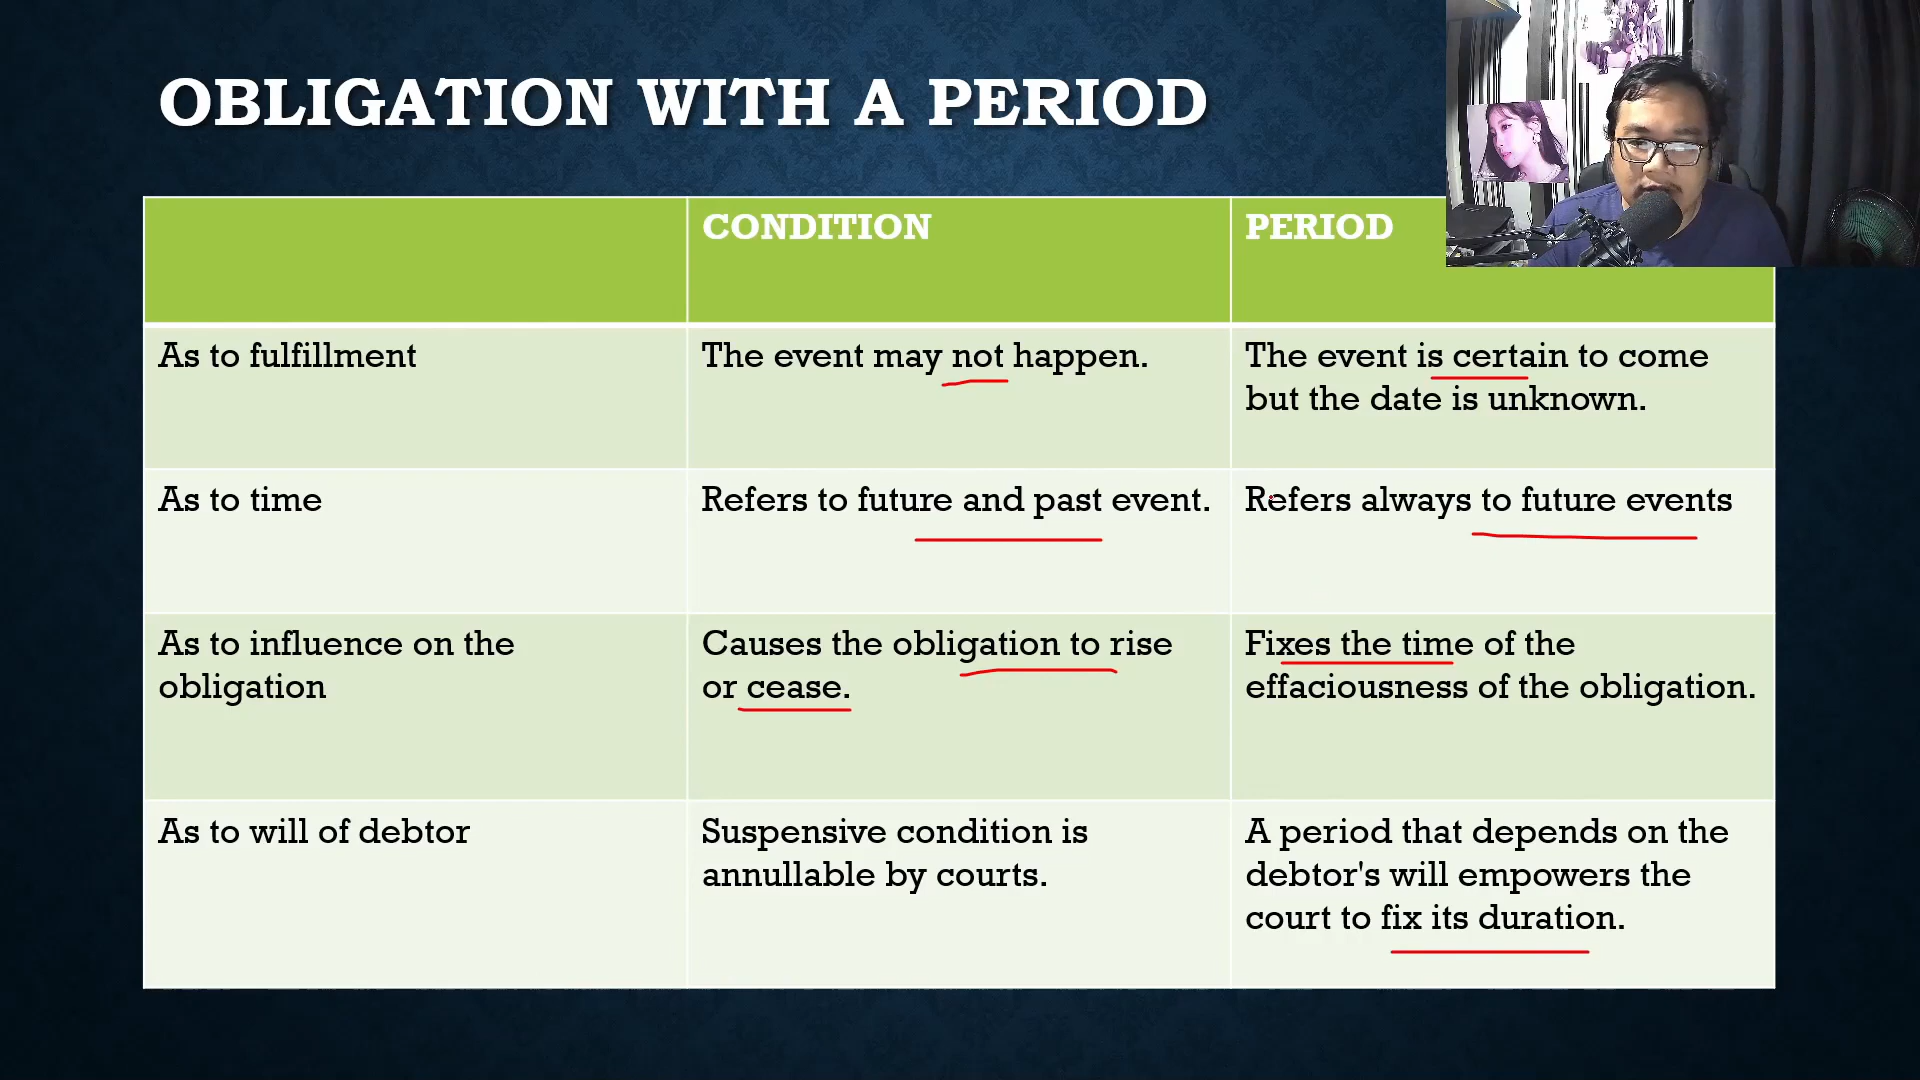 OBLIGATION WITH A PERIOD
CONDITION
PERIOD
As to fulfillment
The event may not happen.
The event is certain to come
but the date is unknown.
As to time
Refers to future and past event.
Refers always to future events
As to influence on the
obligation
Causes the obligation to rise
or cease.
Fixes the time of the
effaciousness of the obligation.
As to will of debtor
Suspensive condition is
annullable by courts.
A period that depends on the
debtor's will empowers the
court to fix its duration.